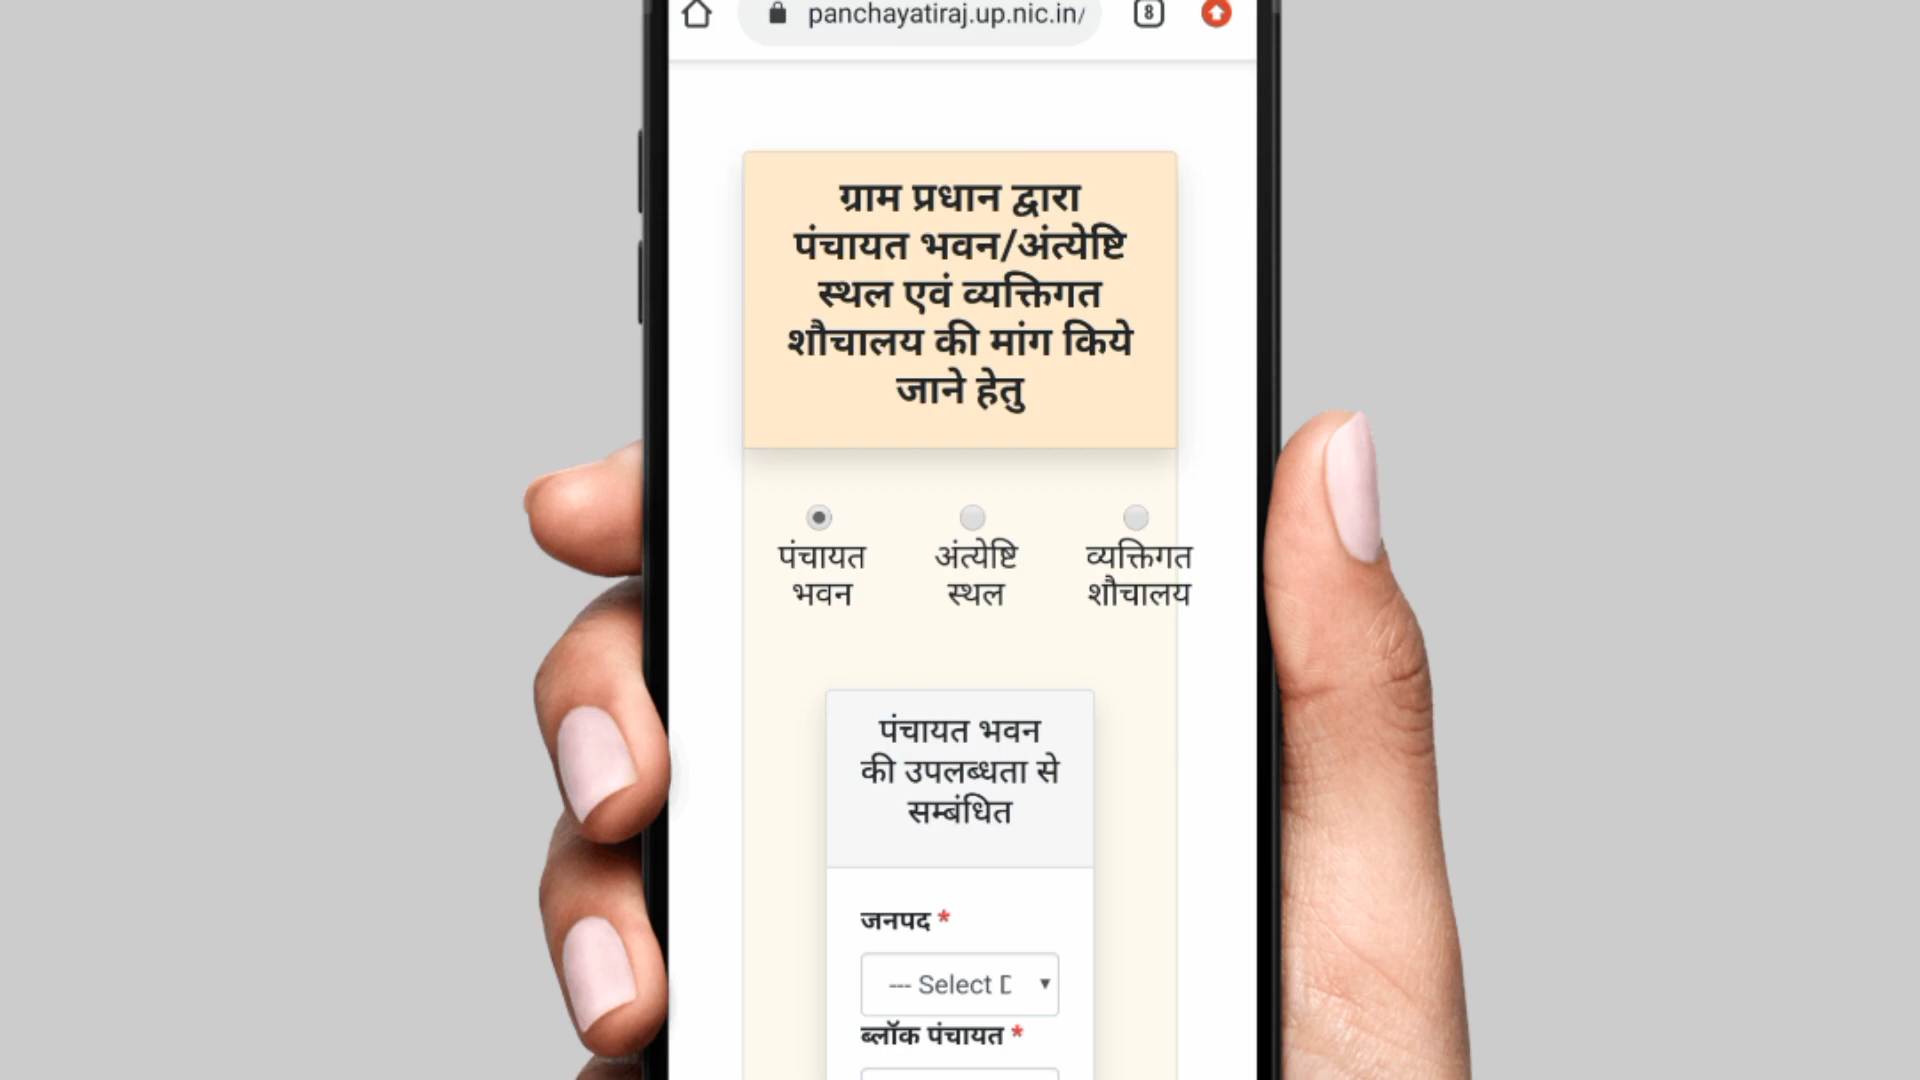 panchayatiraj.up.nic.in/
8
ग्राम प्रधान द्वारा
पंचायत भवन/अंत्येष्टि
स्थल एवं व्यक्तिगत
शौचालय की मांग किये
जाने हेतु
पंचायत भवन
अंत्येष्टि स्थल
व्यक्तिगत शौचालय
पंचायत भवन
की उपलब्धता से
सम्बंधित
जनपद *
--- Select D
ब्लॉक पंचायत *